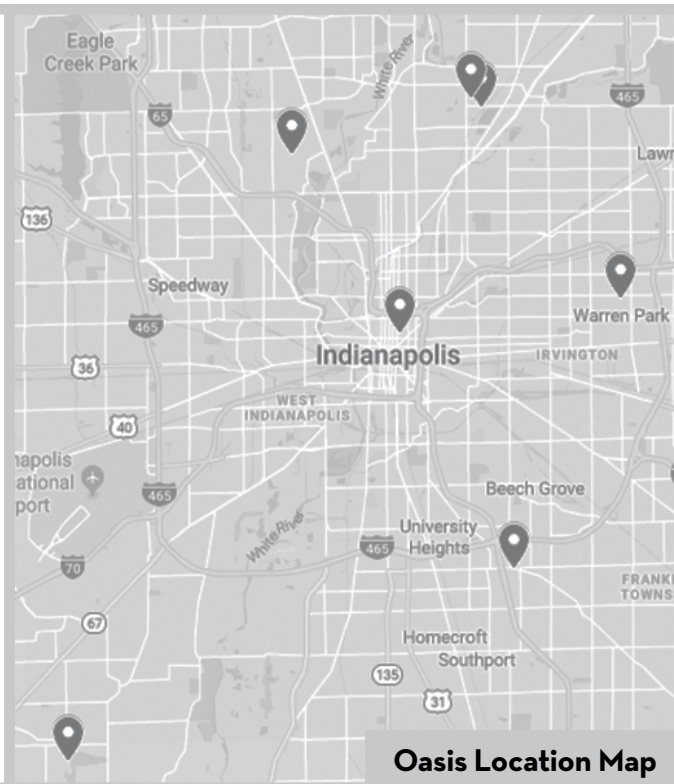 Eagle
Creek Park
White River
65
465
Lawr
136
Speedway
Warren Park
465
Indianapolis
IRVINGTON
36
WEST
INDIANAPOLIS
40
napolis
ational
port
465
Beech Grove
White River
University
Heights
465
70
FRANKI
TOWNS
67
Homecroft
Southport
135
31
Oasis Location Map